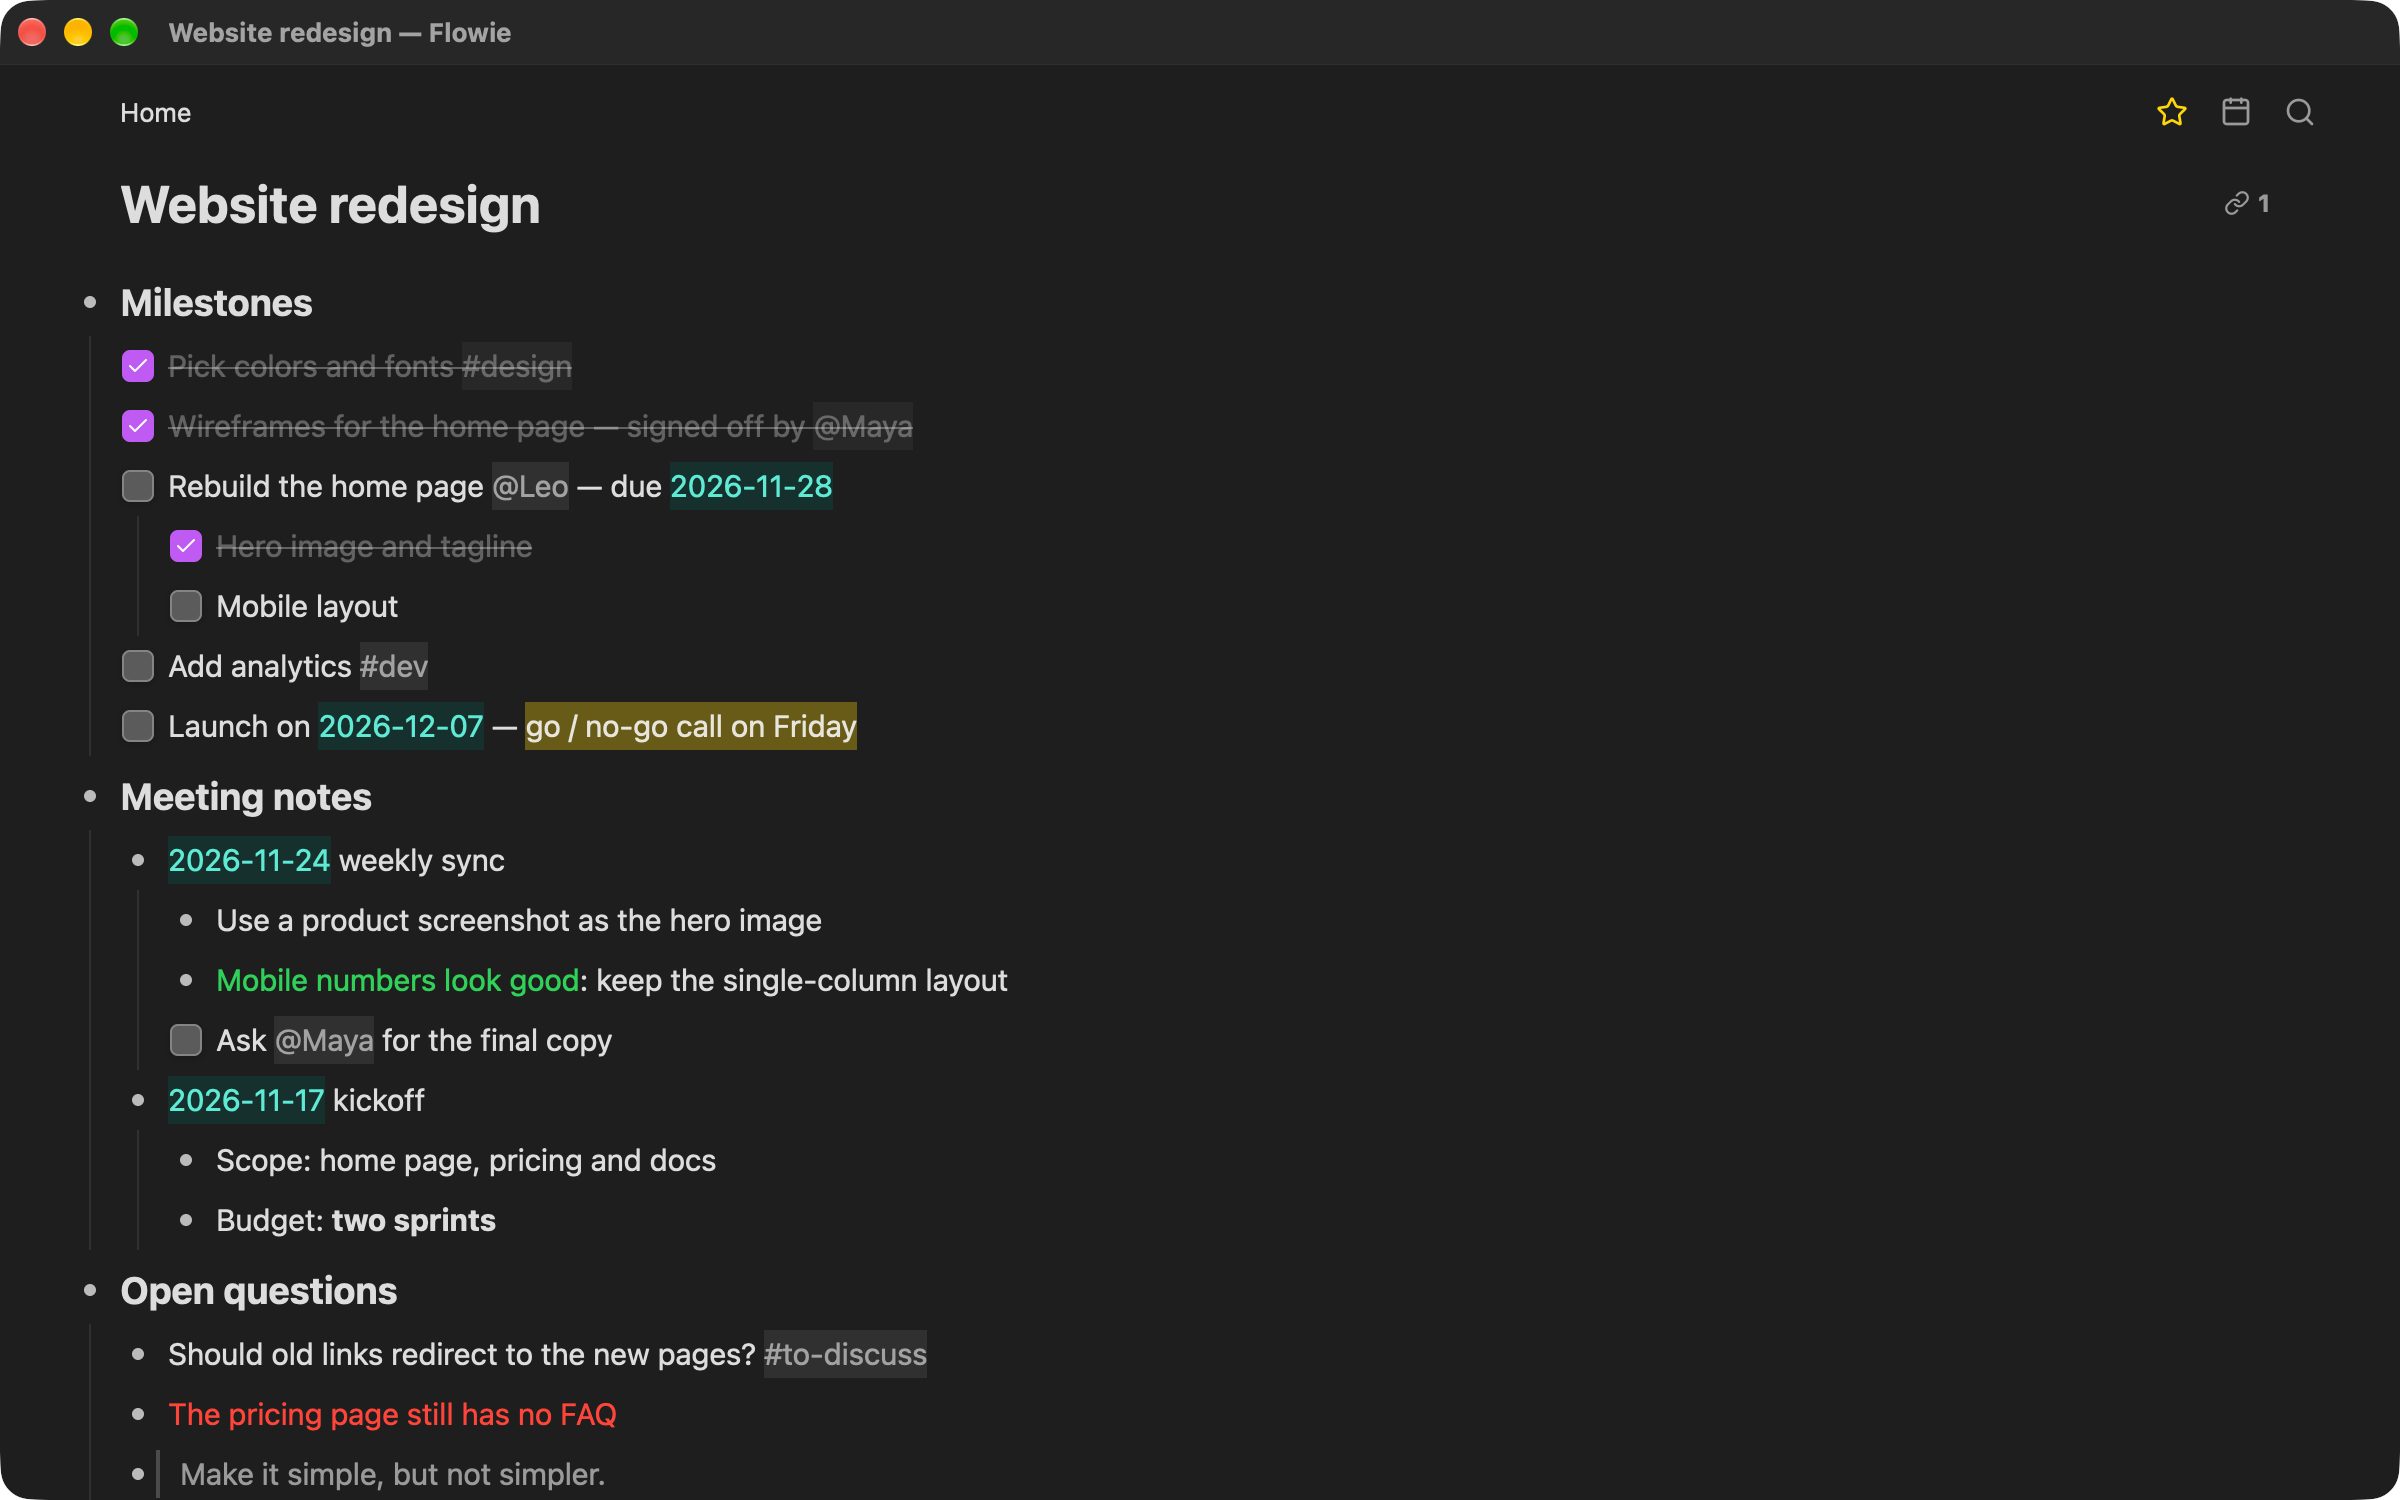 Website redesign — Flowie
Home
Website redesign
1
Milestones
Pick colors and fonts #design
Wireframes for the home page — signed off by @Maya
Rebuild the home page @Leo — due 2026-11-28
Hero image and tagline
Mobile layout
Add analytics #dev
Launch on 2026-12-07 — go / no-go call on Friday
Meeting notes
2026-11-24 weekly sync
Use a product screenshot as the hero image
Mobile numbers look good: keep the single-column layout
Ask @Maya for the final copy
2026-11-17 kickoff
Scope: home page, pricing and docs
Budget: two sprints
Open questions
Should old links redirect to the new pages? #to-discuss
The pricing page still has no FAQ
Make it simple, but not simpler.